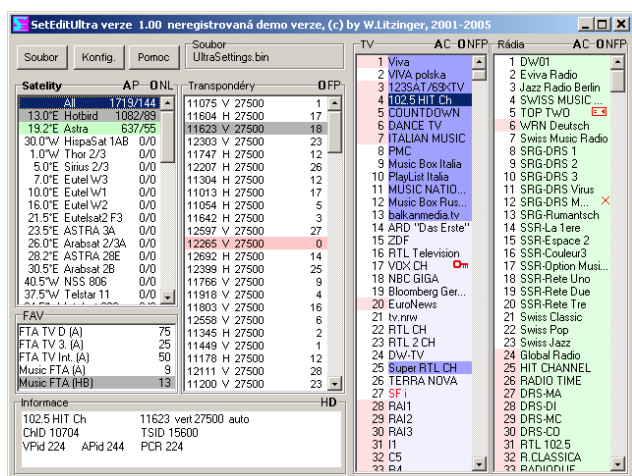 SetEditUltra verze 1.00 neregistrovaná demo verze, (c) by W.Litzinger, 2001-2005
Soubor Konfig. Pomoc
Soubor
UltraSettings.bin
Satelity AP ONL
All 1719/144
13.0°E Hotbird 1082/89
19.2°E Astra 637/55
30.0°W HispaSat 1AB 0/0
1.0°W Thor 2/3 0/0
5.0°E Sirius 2/3 0/0
7.0°E Eutel W3 0/0
10.0°E Eutel W1 0/0
16.0°E Eutel W2 0/0
21.5°E Eutelsat2 F3 0/0
23.5°E ASTRA 3A 0/0
26.0°E Arabsat 2/3A 0/0
28.2°E ASTRA 28E 0/0
30.5°E Arabsat 2B 0/0
40.5°W NSS 806 0/0
37.5°W Telstar 11 0/0
FAV
FTA TV D (A) 75
FTA TV 3. (A) 25
FTA TV Int. (A) 50
Music FTA (A) 9
Music FTA (HB) 13
Transpondéry OFP
11075 V 27500 1
11604 H 27500 17
11623 V 27500 18
12303 V 27500 23
11747 H 27500 12
12207 H 27500 26
11304 H 27500 12
11013 H 27500 17
11054 H 27500 5
11642 H 27500 3
12597 V 27500 27
12265 V 27500 0
12692 H 27500 14
12399 H 27500 25
11766 V 27500 9
11918 V 27500 4
11803 V 27500 16
12558 V 27500 6
11345 H 27500 2
11449 V 27500 1
11178 H 27500 12
12111 V 27500 28
11200 V 27500 23
Informace HD
102.5 HIT Ch 11623 vert 27500 auto
ChID 10704 TSID 15600
VPid 224 APid 244 PCR 224
TV AC ONFP
1 Viva
2 VIVA polska
3 123SAT/69XTV
4 102.5 HIT Ch
5 COUNTDOWN
6 DANCE TV
7 ITALIAN MUSIC
8 PMC
9 Music Box Italia
10 PlayList Italia
11 MUSIC NATIO...
12 Music Box Rus...
13 balkanmedia.tv
14 ARD "Das Erste"
15 ZDF
16 RTL Television
17 VOX CH
18 NBC GIGA
19 Bloomberg Ger...
20 EuroNews
21 tv.nrw
22 RTL CH
23 RTL 2 CH
24 DW-TV
25 Super RTL CH
26 TERRA NOVA
27 SF i
28 RAI1
29 RAI2
30 RAI3
31 I1
32 C5
33 R4
Rádia AC ONFP
1 DW01
2 Eviva Radio
3 Jazz Radio Berlin
4 SWISS MUSIC ...
5 TOP TWO
6 WRN Deutsch
7 Swiss Music Radio
8 SRG-DRS 1
9 SRG-DRS 2
10 SRG-DRS 3
11 SRG-DRS Virus
12 SRG-DRS M...
13 SRG-Rumantsch
14 SSR-La 1ere
15 SSR-Espace 2
16 SSR-Couleur3
17 SSR-Option Musi...
18 SSR-Rete Uno
19 SSR-Rete Due
20 SSR-Rete Tre
21 Swiss Classic
22 Swiss Pop
23 Swiss Jazz
24 Global Radio
25 HIT CHANNEL
26 RADIO TIME
27 DRS-MA
28 DRS-DI
29 DRS-MC
30 DRS-CO
31 RTL 102.5
32 R.CLASSICA
33 RADIODUE